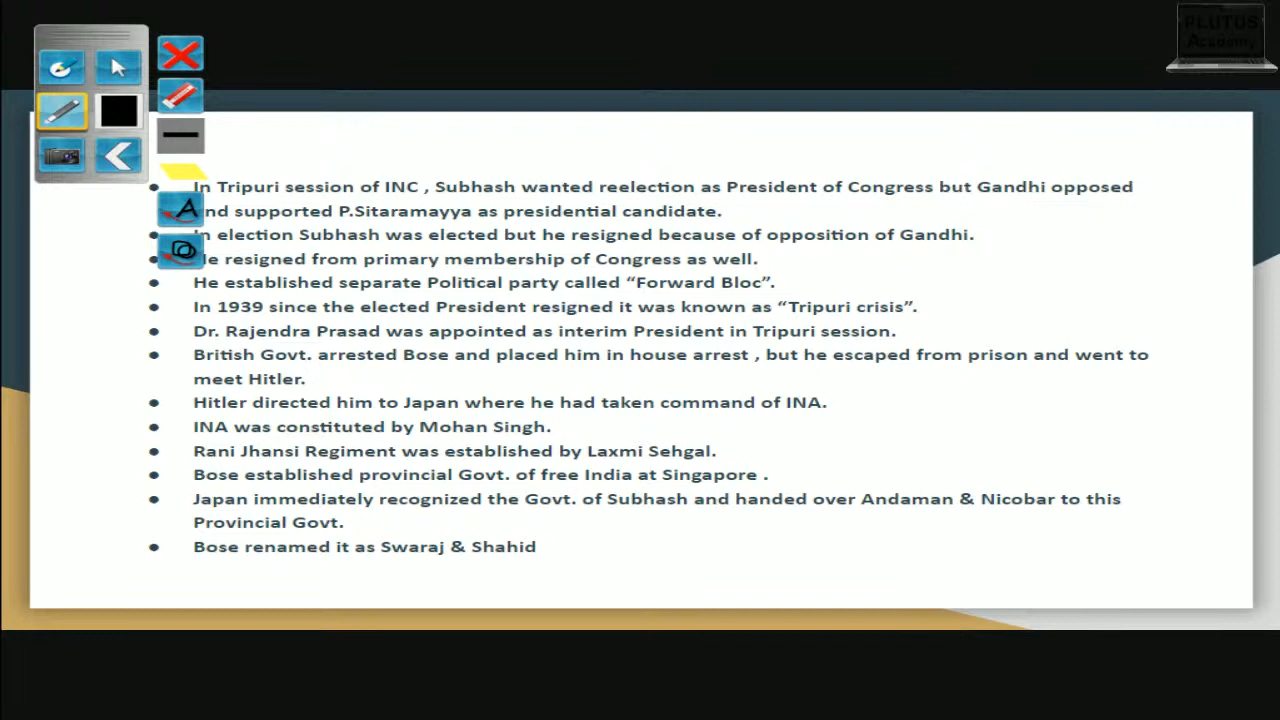 PLUTUS
Academy
In Tripuri session of INC , Subhash wanted reelection as President of Congress but Gandhi opposed
nd supported P.Sitaramayya as presidential candidate.
In election Subhash was elected but he resigned because of opposition of Gandhi.
He resigned from primary membership of Congress as well.
He established separate Political party called “Forward Bloc”.
In 1939 since the elected President resigned it was known as “Tripuri crisis”.
Dr. Rajendra Prasad was appointed as interim President in Tripuri session.
British Govt. arrested Bose and placed him in house arrest , but he escaped from prison and went to
meet Hitler.
Hitler directed him to Japan where he had taken command of INA.
INA was constituted by Mohan Singh.
Rani Jhansi Regiment was established by Laxmi Sehgal.
Bose established provincial Govt. of free India at Singapore .
Japan immediately recognized the Govt. of Subhash and handed over Andaman & Nicobar to this
Provincial Govt.
Bose renamed it as Swaraj & Shahid